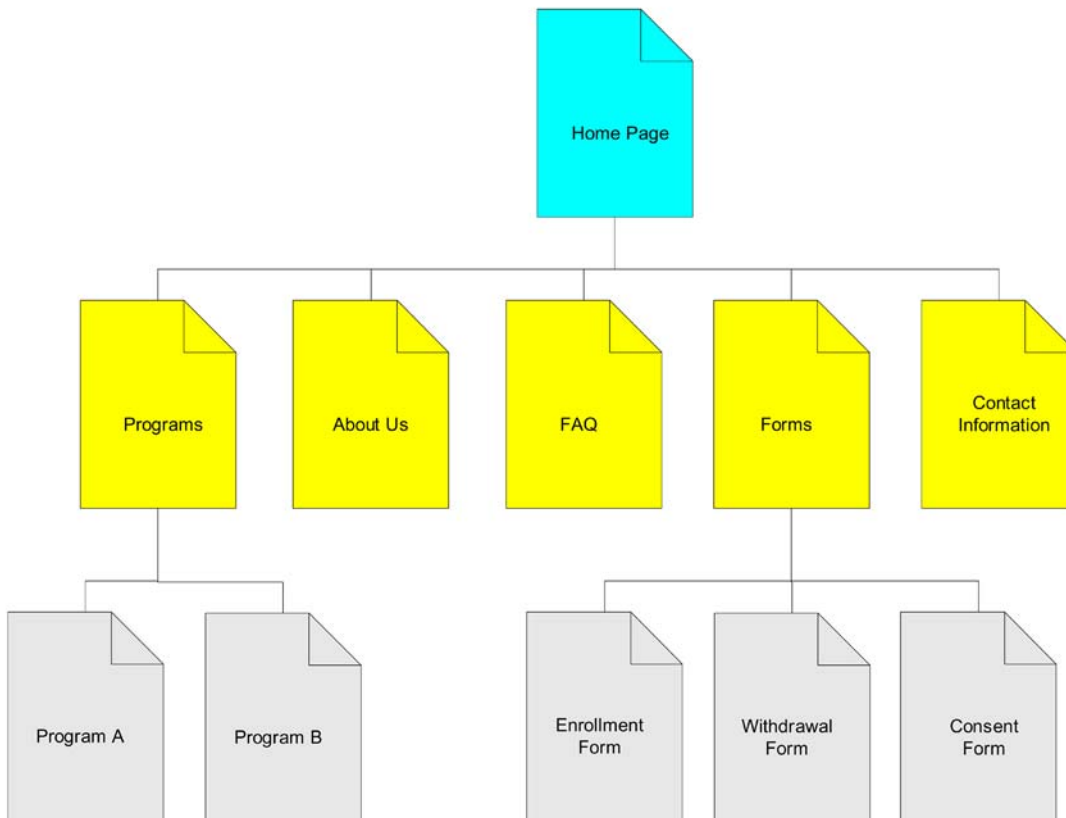 Home Page
Programs
About Us
FAQ
Forms
Contact
Information
Program A
Program B
Enrollment
Form
Withdrawal
Form
Consent
Form